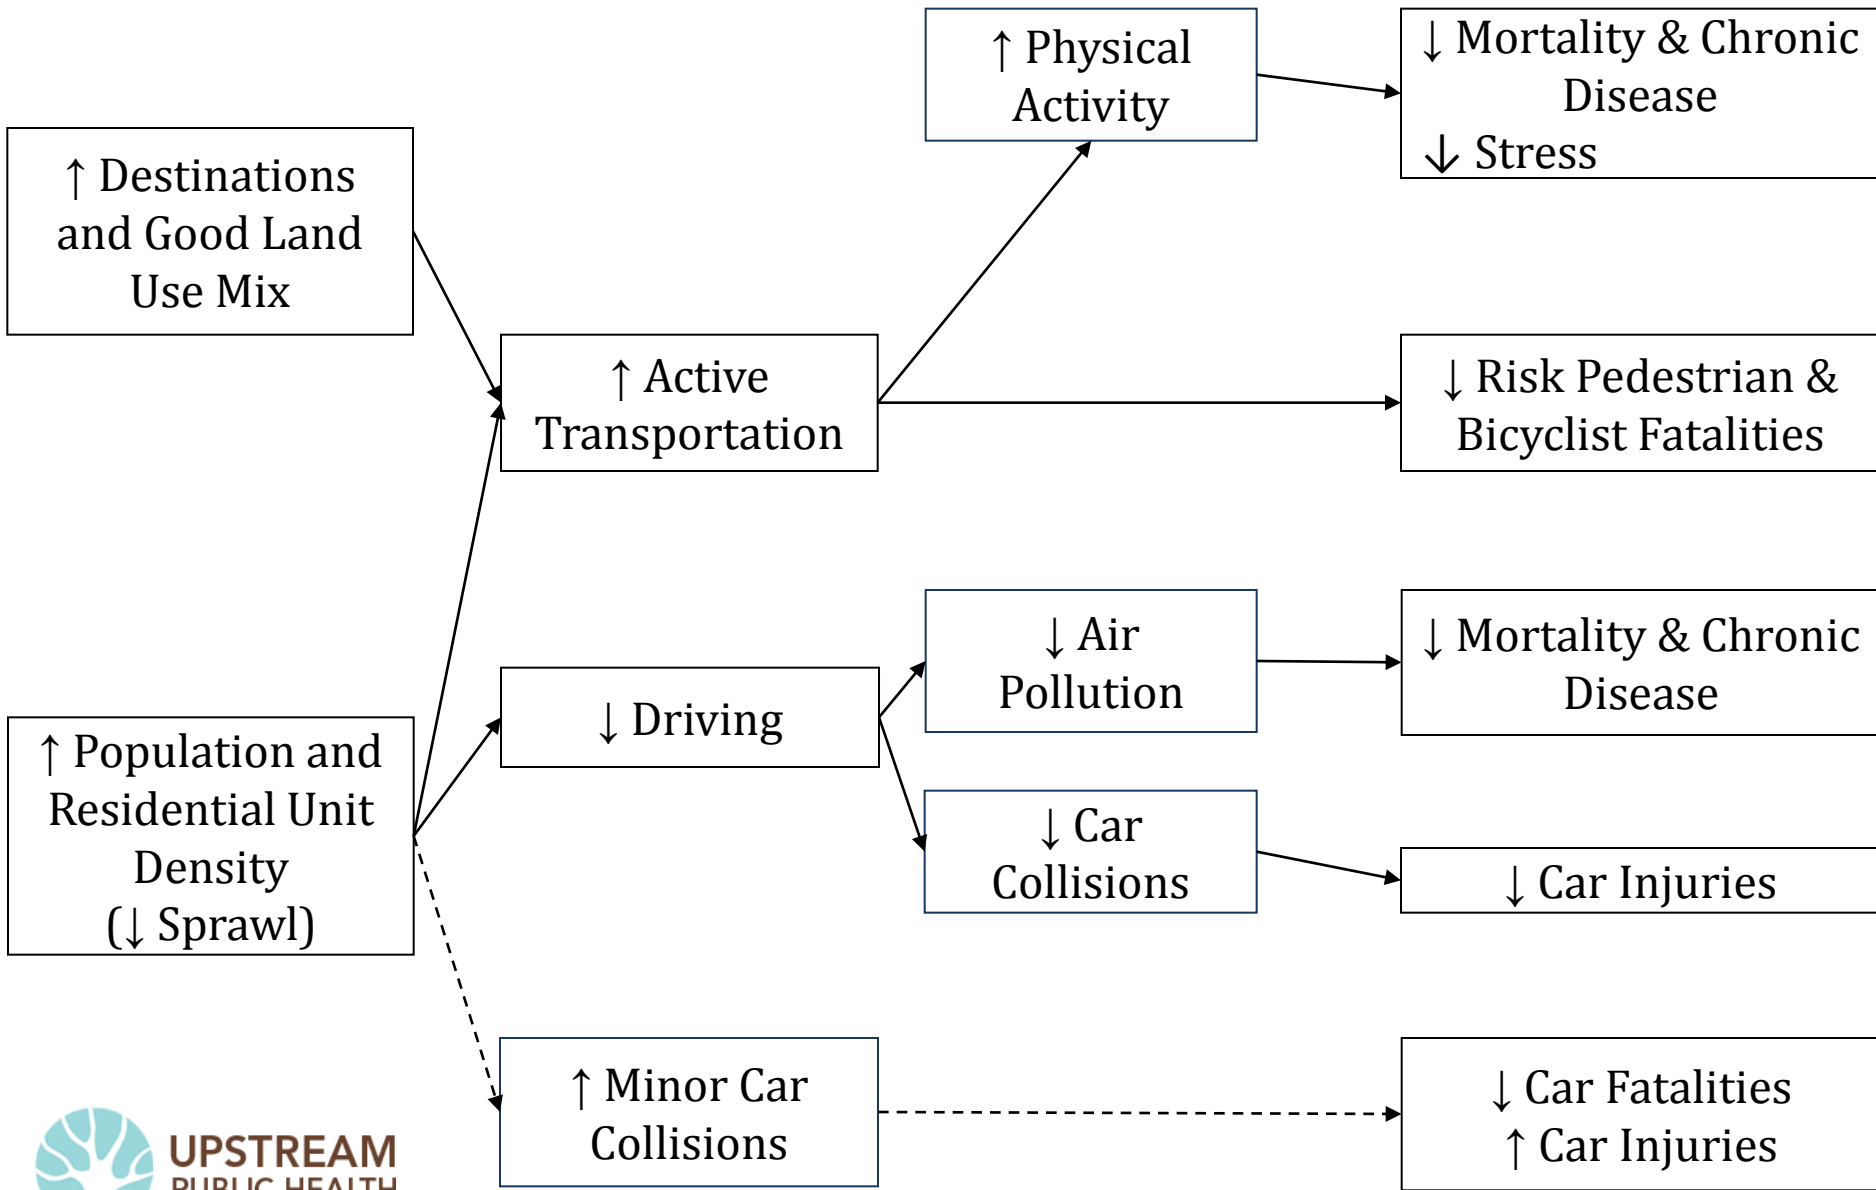 ↑ Physical
Activity
↓ Mortality & Chronic
Disease
↓ Stress
↑ Destinations
and Good Land
Use Mix
↑ Active
Transportation
↓ Risk Pedestrian &
Bicyclist Fatalities
↓ Air
Pollution
↓ Mortality & Chronic
Disease
↓ Driving
↑ Population and
Residential Unit
Density
(↓ Sprawl)
↓ Car
Collisions
↓ Car Injuries
↑ Minor Car
Collisions
↓ Car Fatalities
↑ Car Injuries
UPSTREAM
PUBLIC HEALTH